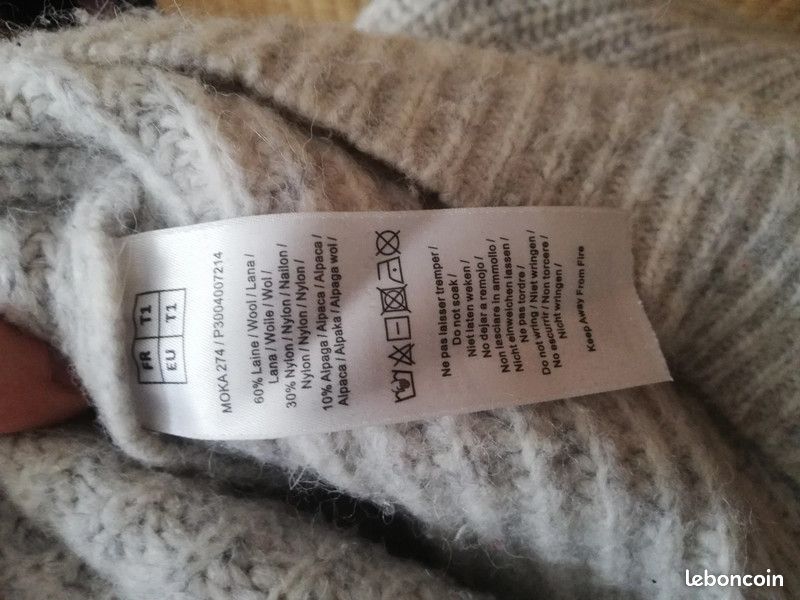 FR T1
EU T1
MOKA 274 / P3004007214
60% Laine / Wool / Lana /
Lana / Wolle / Wol /
30% Nylon / Nylon / Nailon /
Nylon / Nylon / Nylon /
10% Alpaga / Alpaca / Alpaca /
Alpaca / Alpaka / Alpaga wol /
Ne pas laisser tremper /
Do not soak /
Niet laten weken /
No dejar a remojo /
Non lasciare in ammollo /
Nicht einweichen lassen /
Ne pas tordre /
Do not wring / Niet wringen /
No escurrir / Non torcere /
Nicht wringen /
Keep Away From Fire
leboncoin